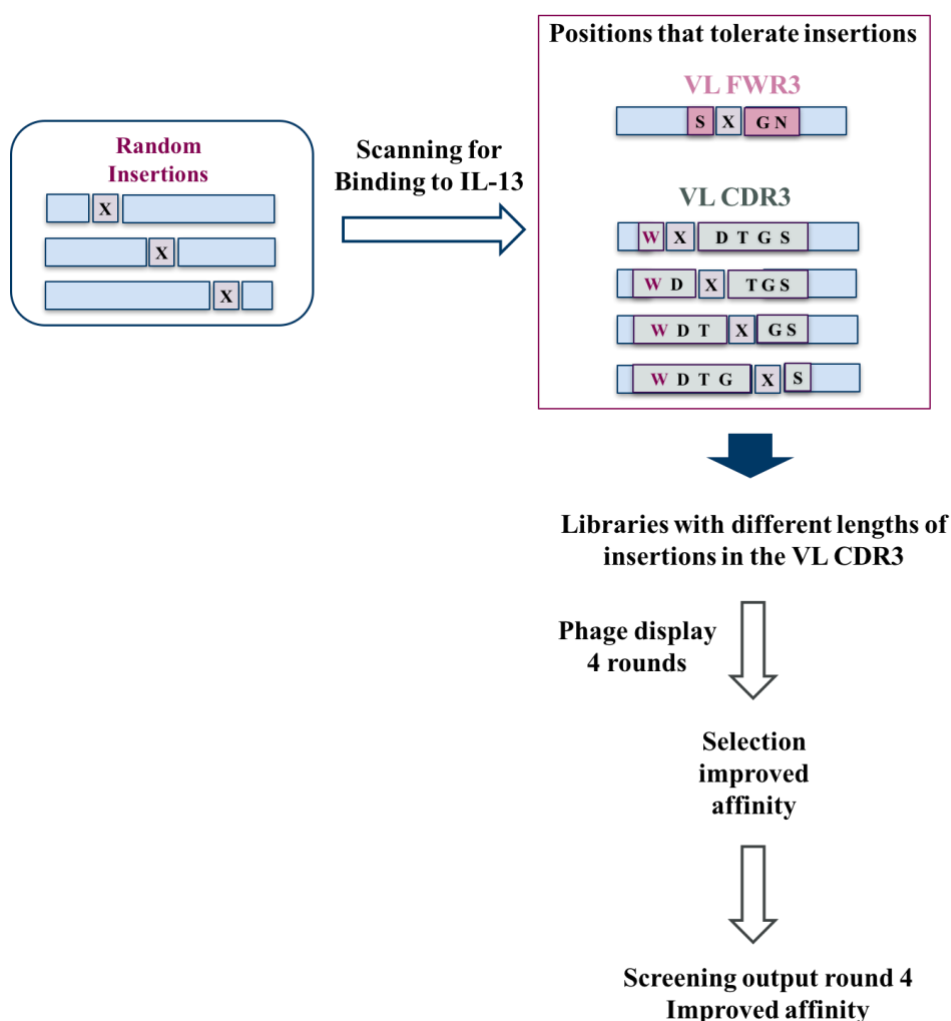 Random
Insertions
X
X
X
Scanning for
Binding to IL-13
Positions that tolerate insertions
VL FWR3
S X G N
VL CDR3
W X D T G S
W D X T G S
W D T X G S
W D T G X S
Libraries with different lengths of
insertions in the VL CDR3
Phage display
4 rounds
Selection
improved
affinity
Screening output round 4
Improved affinity